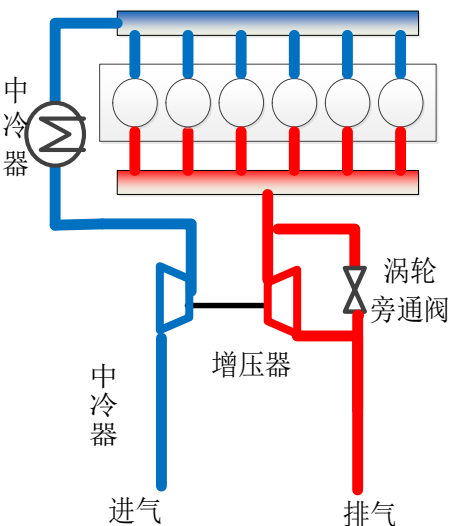 中
冷
器
涡轮
旁通阀
增压器
中
冷
器
进气
排气